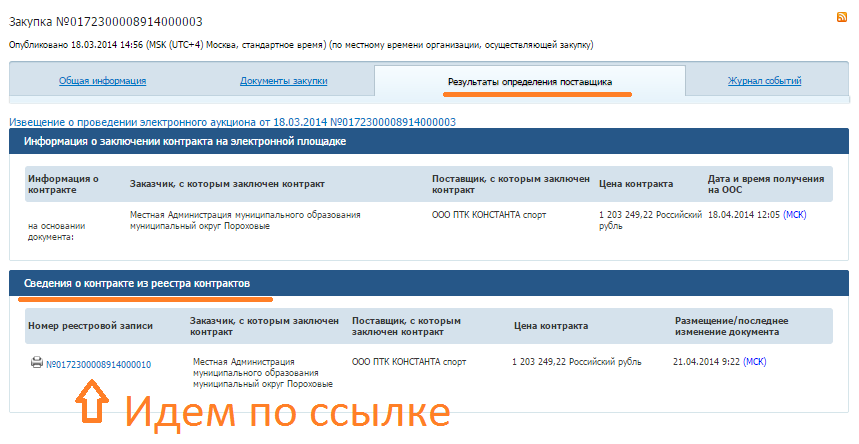 Закупка №0172300008914000003
Опубликовано 18.03.2014 14:56 (MSK (UTC+4) Москва, стандартное время) (по местному времени организации, осуществляющей закупку)
Общая информация
Документы закупки
Результаты определения поставщика
Журнал событий
Извещение о проведении электронного аукциона от 18.03.2014 №0172300008914000003
Информация о заключении контракта на электронной площадке
Информация о контракте
Заказчик, с которым заключен контракт
Поставщик, с которым заключен контракт
Цена контракта
Дата и время получения на ООС
на основании документа:
Местная Администрация муниципального образования
муниципальный округ Пороховые
ООО ПТК КОНСТАНТА спорт
1 203 249,22 Российский рубль
18.04.2014 12:05 (МСК)
Сведения о контракте из реестра контрактов
Номер реестровой записи
Заказчик, с которым заключен контракт
Поставщик, с которым заключен контракт
Цена контракта
Размещение/последнее изменение документа
№0172300008914000010
Местная Администрация
муниципального образования
муниципальный округ Пороховые
ООО ПТК КОНСТАНТА спорт
1 203 249,22 Российский рубль
21.04.2014 9:22 (МСК)
Идем по ссылке